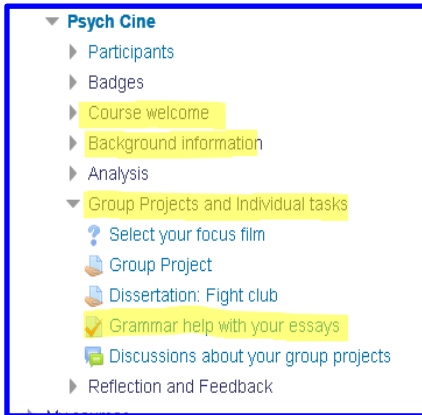 Psych Cine
Participants
Badges
Course welcome
Background information
Analysis
Group Projects and Individual tasks
Select your focus film
Group Project
Dissertation: Fight club
Grammar help with your essays
Discussions about your group projects
Reflection and Feedback